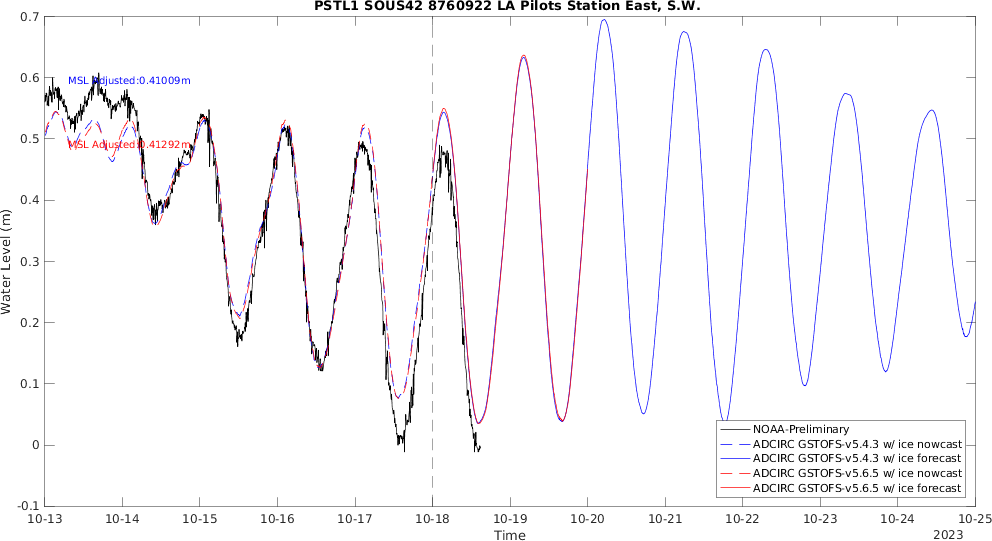 PSTL1 SOUS42 8760922 LA Pilots Station East, S.W.
0.7
0.6
0.5
0.4
0.3
0.2
0.1
0
-0.1
Water Level (m)
MSL Adjusted:0.41009m
MSL Adjusted:0.41292m
NOAA-Preliminary
ADCIRC GSTOFS-v5.4.3 w/ ice nowcast
ADCIRC GSTOFS-v5.4.3 w/ ice forecast
ADCIRC GSTOFS-v5.6.5 w/ ice nowcast
ADCIRC GSTOFS-v5.6.5 w/ ice forecast
10-13 10-14 10-15 10-16 10-17 10-18 10-19 10-20 10-21 10-22 10-23 10-24 10-25
Time
2023